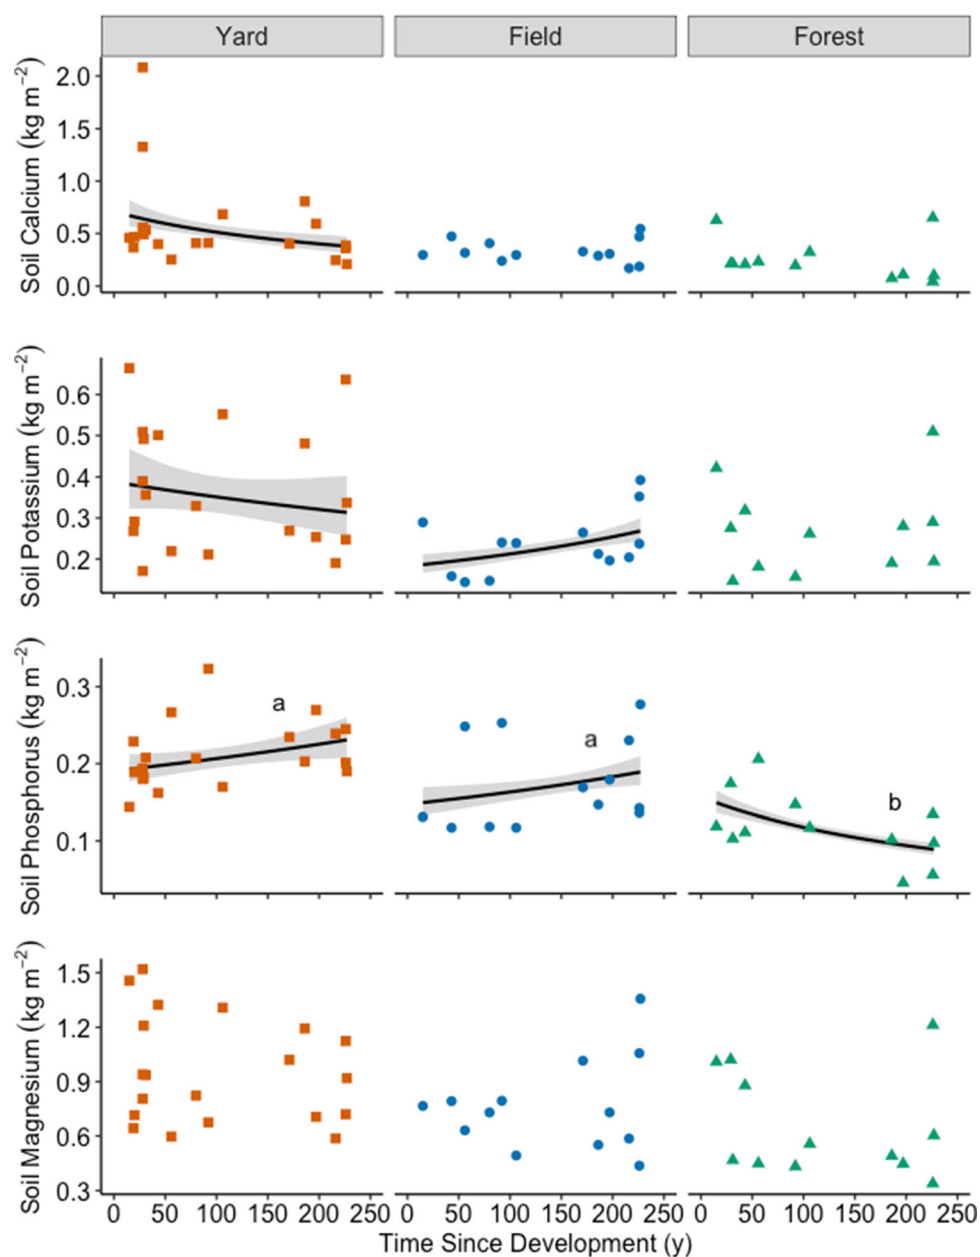 Yard Field Forest
Soil Calcium (kg m⁻²)
2.0
1.5
1.0
0.5
0.0
Soil Potassium (kg m⁻²)
0.6
0.5
0.4
0.3
0.2
Soil Phosphorus (kg m⁻²)
0.3
0.2
0.1
a
a
b
Soil Magnesium (kg m⁻²)
1.5
1.2
0.9
0.6
0.3
0 50 100 150 200 250 0 50 100 150 200 250 0 50 100 150 200 250
Time Since Development (y)